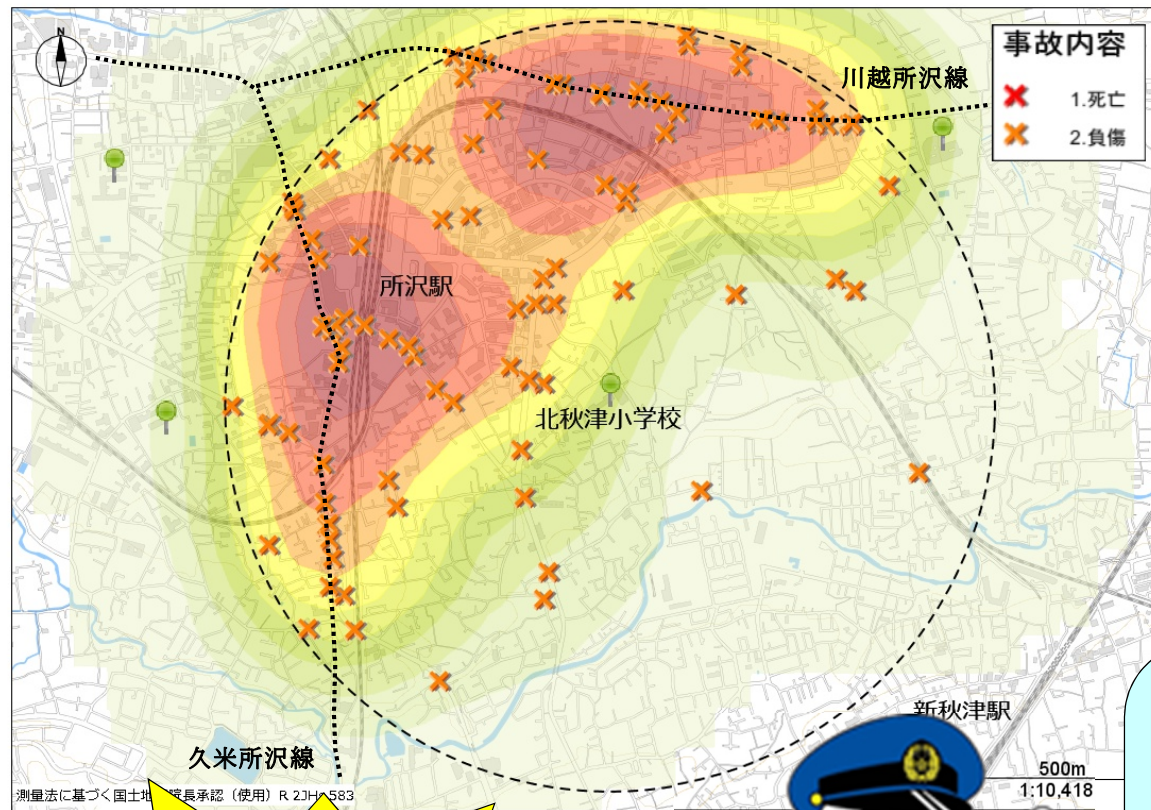 N
事故内容
1.死亡
2.負傷
川越所沢線
所沢駅
北秋津小学校
新秋津駅
久米所沢線
500m
1:10,418
測量法に基づく国土地
院長承認(使用)R 2JH
583